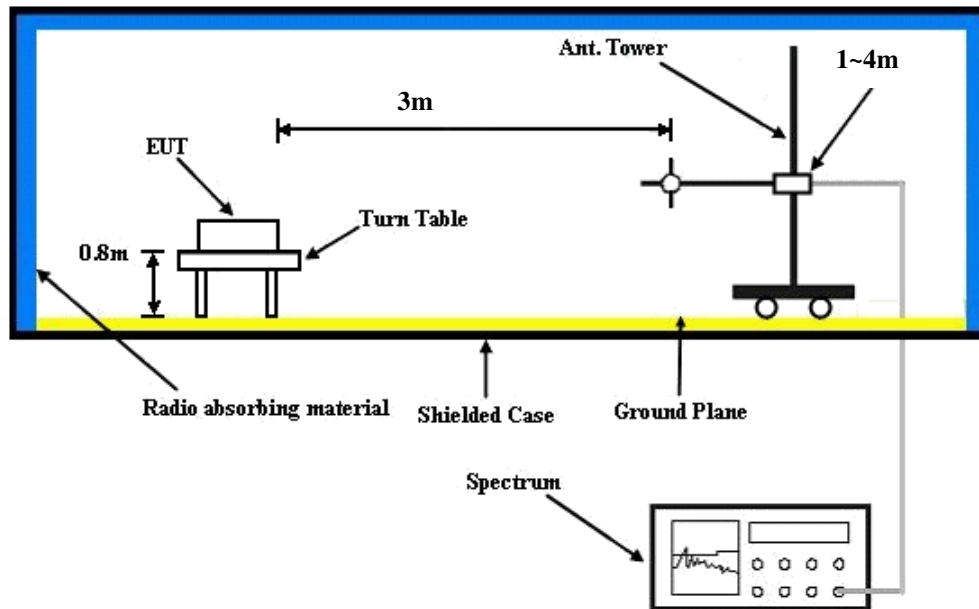 Ant. Tower
1~4m
3m
EUT
Turn Table
0.8m
Radio absorbing material
Shielded Case
Ground Plane
Spectrum